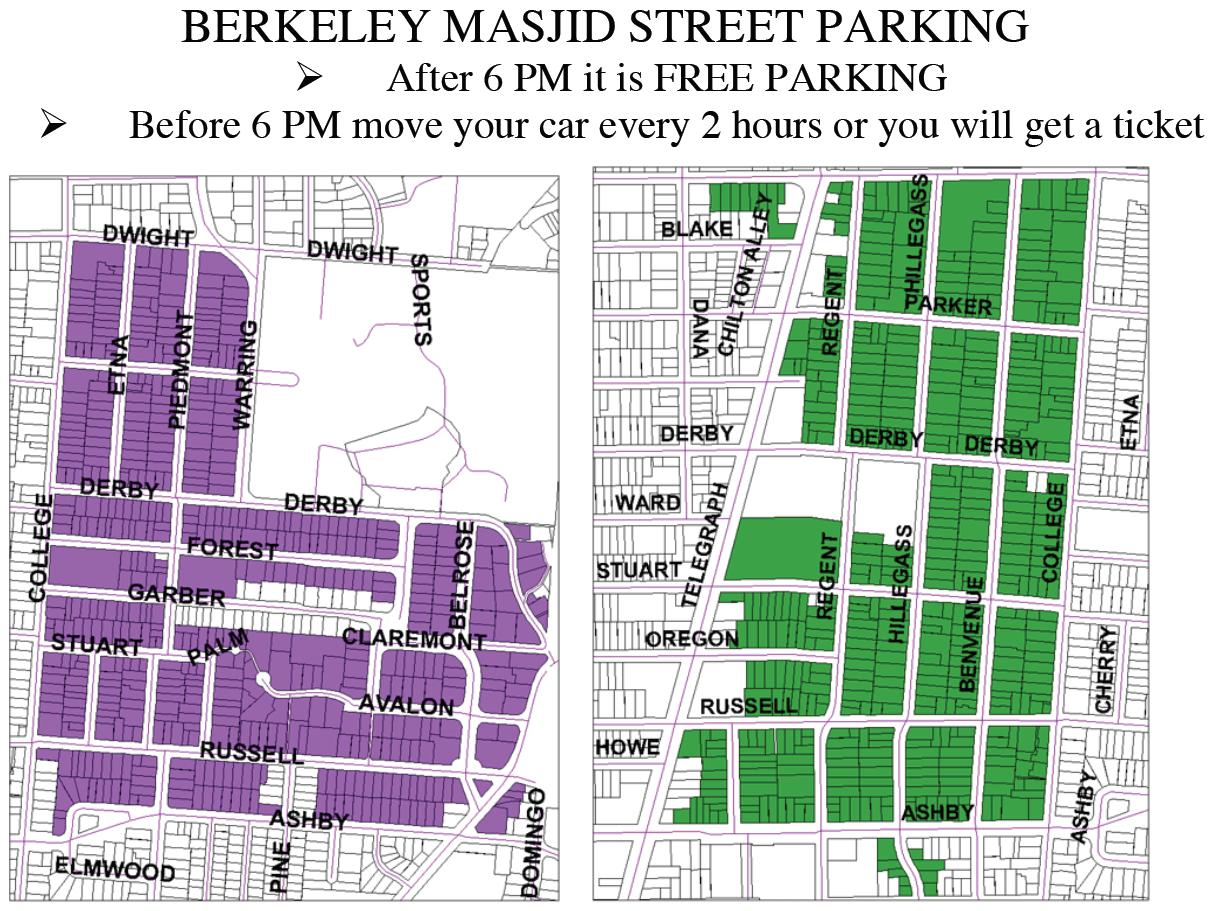 BERKELEY MASJID STREET PARKING
➢ After 6 PM it is FREE PARKING
➢ Before 6 PM move your car every 2 hours or you will get a ticket
DWIGHT
DWIGHT
SPORTS
ETNA
PIEDMONT
WARRING
DERBY
DERBY
COLLEGE
FOREST
BELROSE
GARBER
STUART
PALM
CLAREMONT
AVALON
RUSSELL
ASHBY
DOMINGO
ELMWOOD
PINE
BLAKE
CHILTON ALLEY
HILLEGASS
DANA
REGENT
PARKER
DERBY
DERBY
DERBY
ETNA
WARD
TELEGRAPH
COLLEGE
STUART
REGENT
HILLEGASS
BENVENUE
OREGON
CHERRY
RUSSELL
HOWE
ASHBY
ASHBY